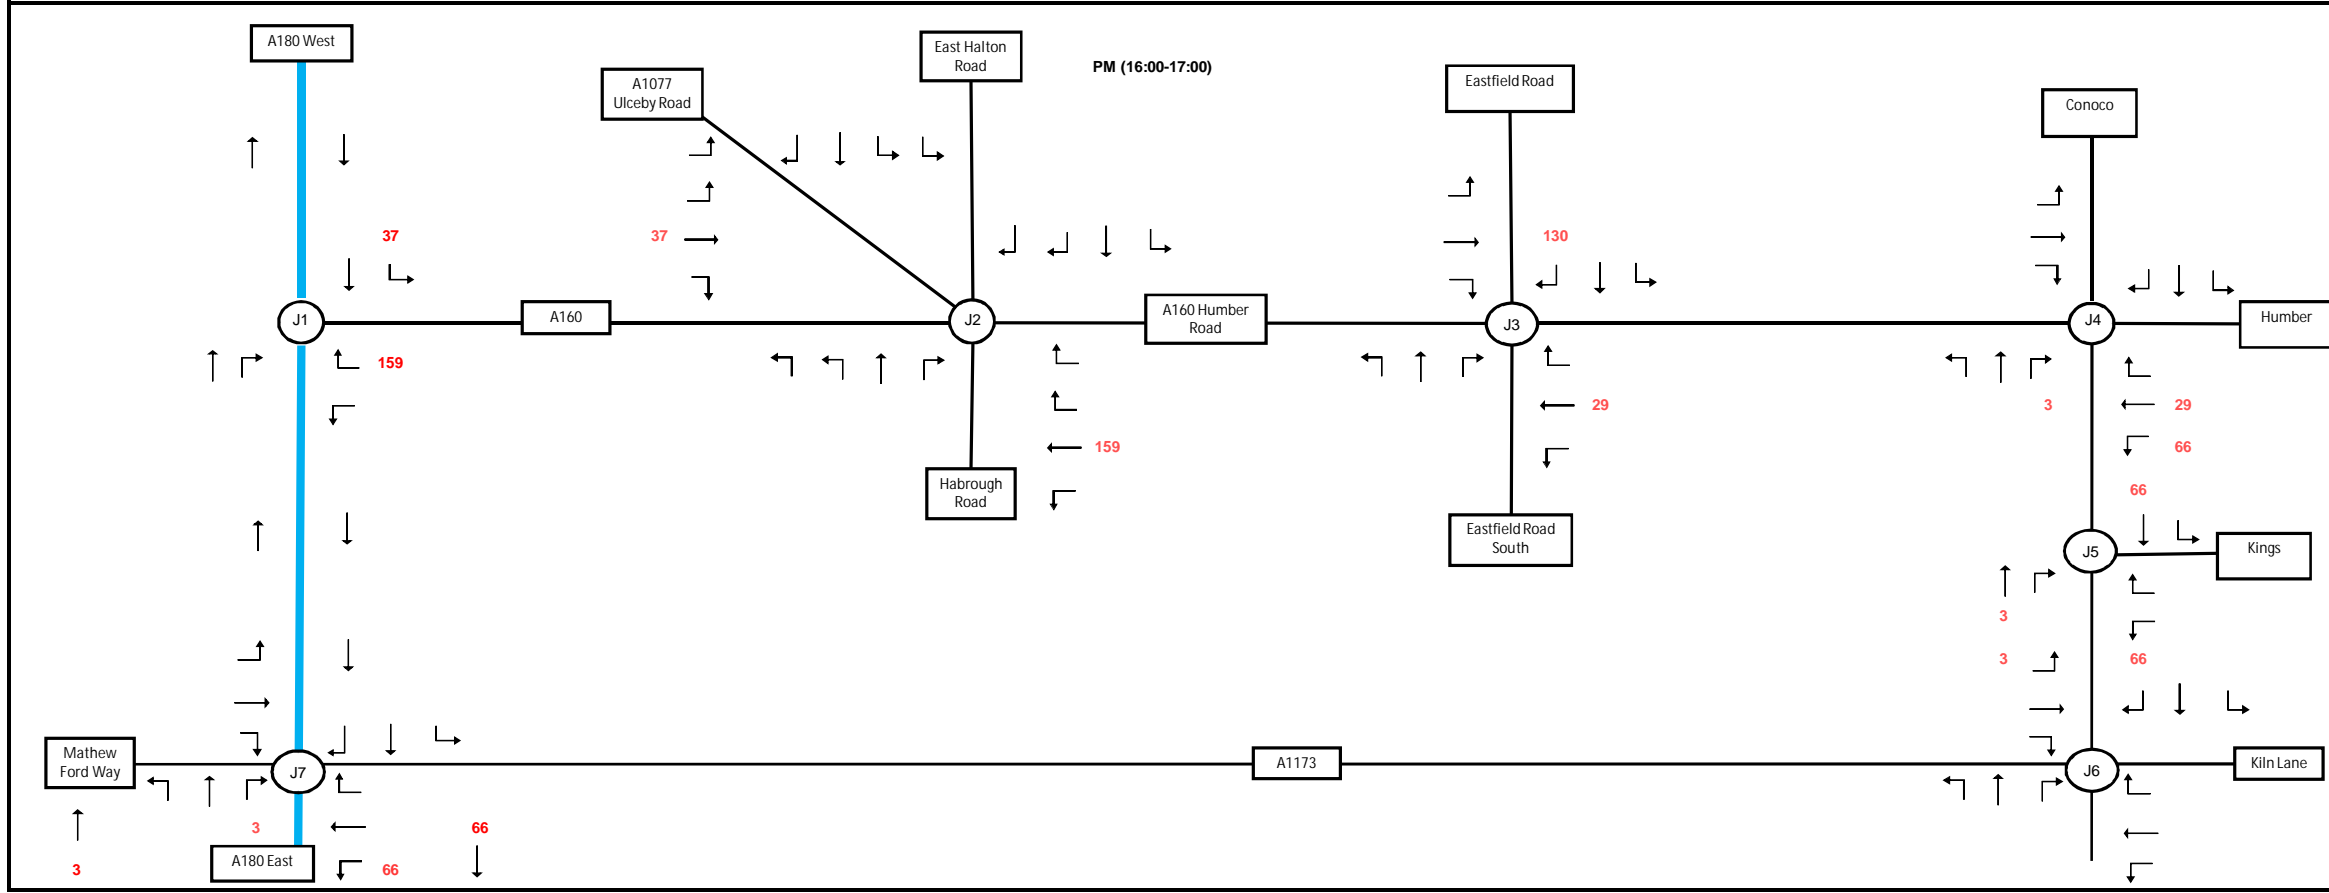 A180 West
East Halton
Road
PM (16:00-17:00)
A1077
Ulceby Road
Eastfield Road
Conoco
37
37
130
J1
A160
J2
A160 Humber
Road
J3
J4
Humber
159
29
3
29
159
66
Habrough
Road
66
Eastfield Road
South
J5
Kings
3
3
66
Mathew
Ford Way
J7
A1173
J6
Kiln Lane
3
66
A180 East
3
66